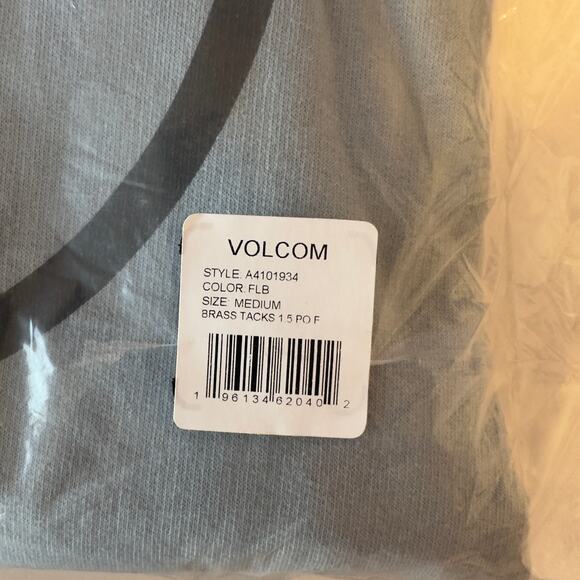 VOLCOM
STYLE: A4101934
COLOR: FLB
SIZE: MEDIUM
BRASS TACKS 1.5 PO F
1 96134 62040 2